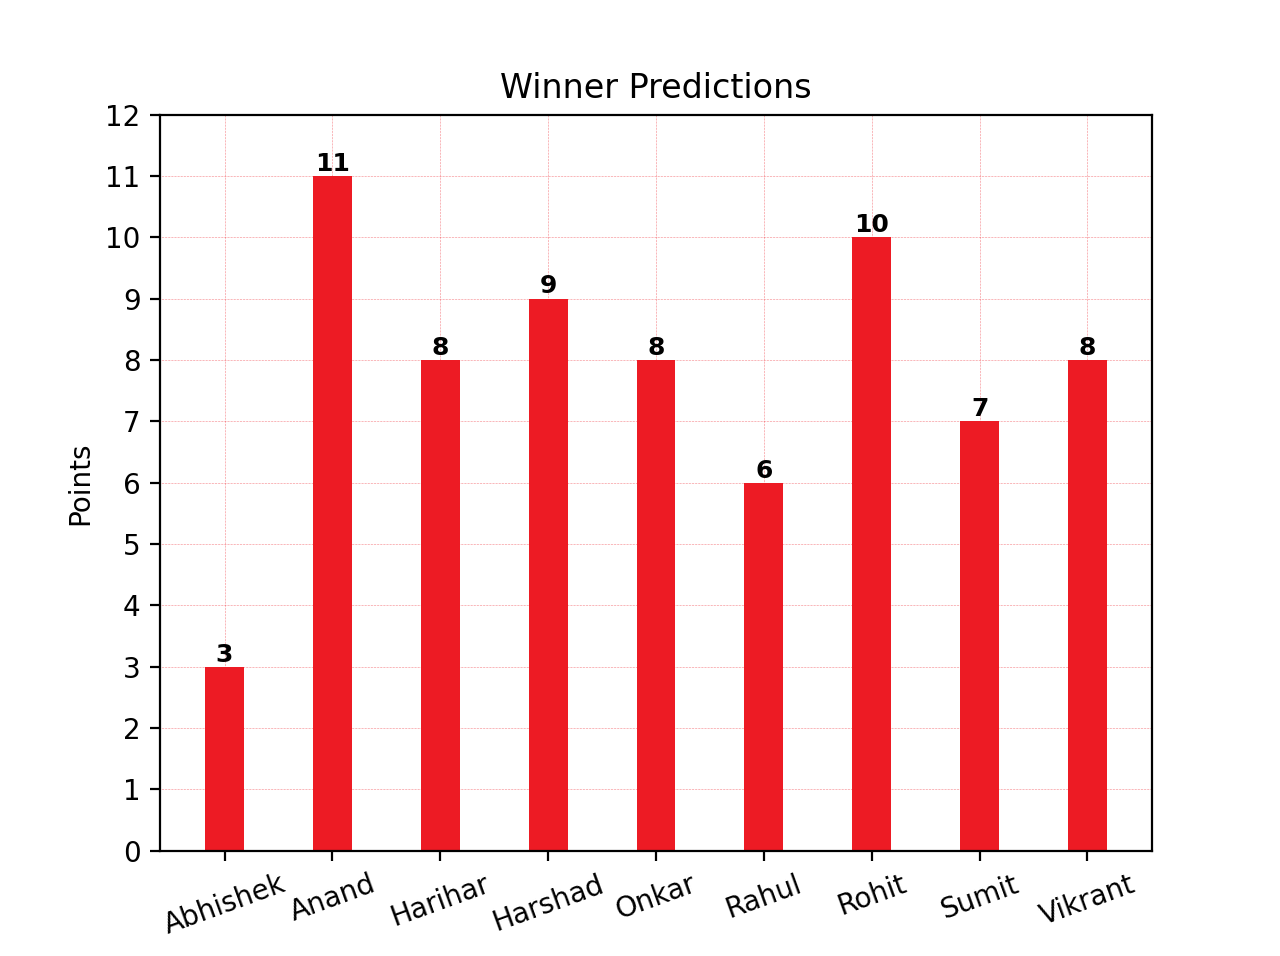 Winner Predictions
12
11
10
9
8
7
6
5
4
3
2
1
0
Points
3
11
8
9
8
6
10
7
8
Abhishek
Anand
Harihar
Harshad
Onkar
Rahul
Rohit
Sumit
Vikrant